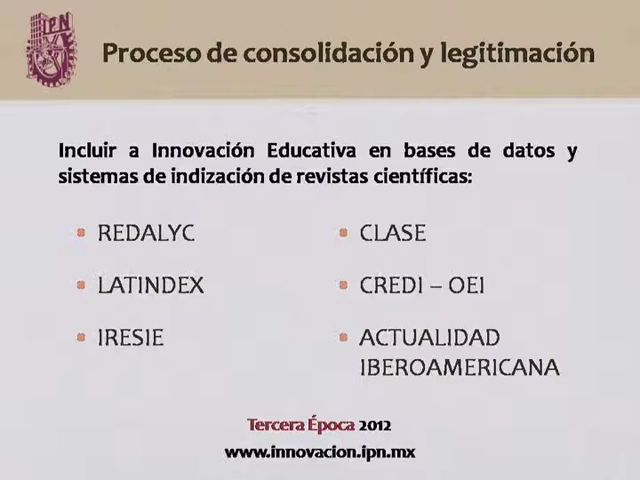 IPN
Proceso de consolidación y legitimación
Incluir a Innovación Educativa en bases de datos y
sistemas de indización de revistas científicas:
REDALYC
LATINDEX
IRESIE
CLASE
CREDI – OEI
ACTUALIDAD
IBEROAMERICANA
Tercera Época 2012
www.innovacion.ipn.mx